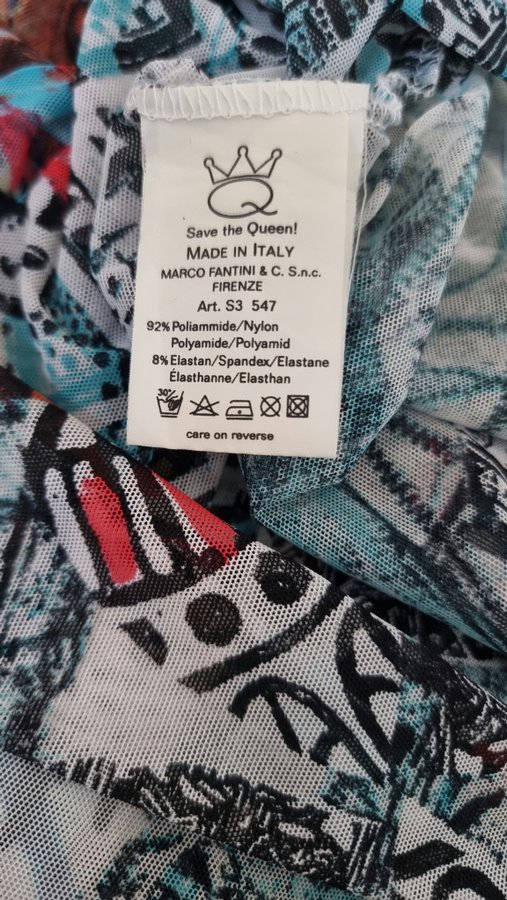 Q
Save the Queen!
MADE IN ITALY
MARCO FANTINI & C. S.n.c.
FIRENZE
Art. S3 547
92% Poliammide/Nylon
Polyamide/Polyamid
8% Elastan/Spandex/Elastane
Élasthanne/Elasthan
30°
care on reverse